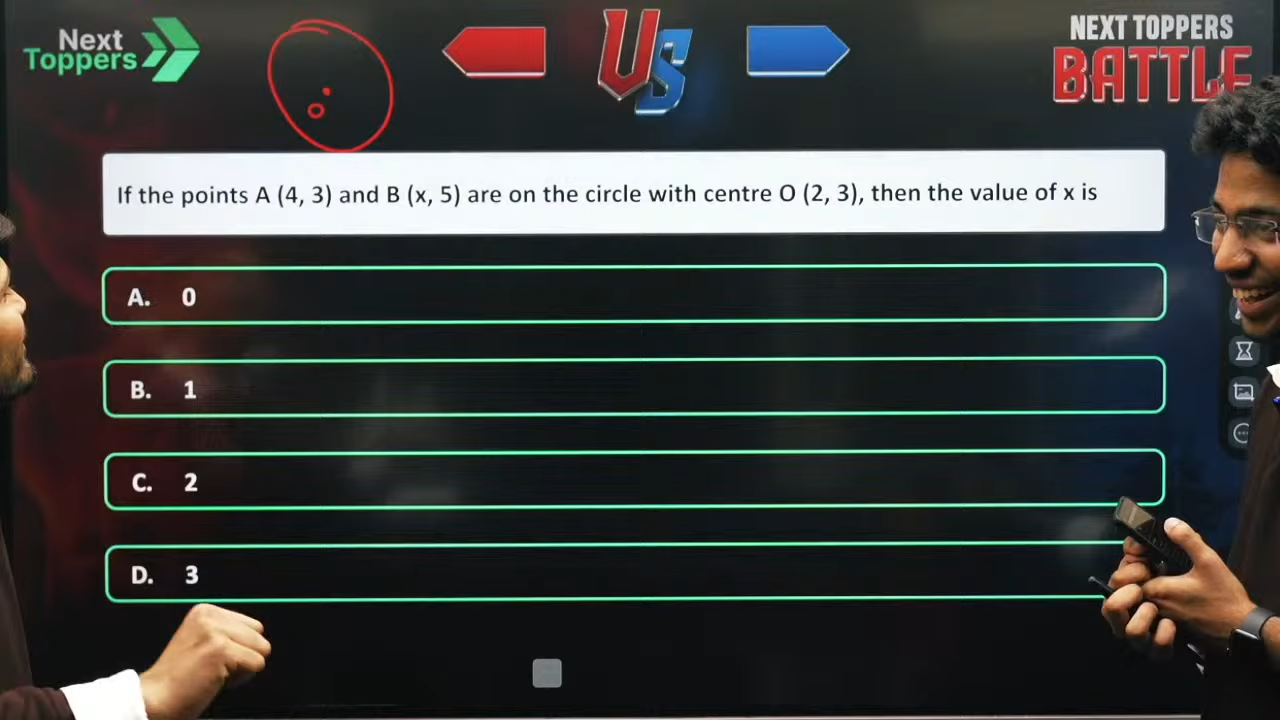 Next
Toppers
US
NEXT TOPPERS
BATTLE
If the points A (4, 3) and B (x, 5) are on the circle with centre O (2, 3), then the value of x is
A. 0
B. 1
C. 2
D. 3